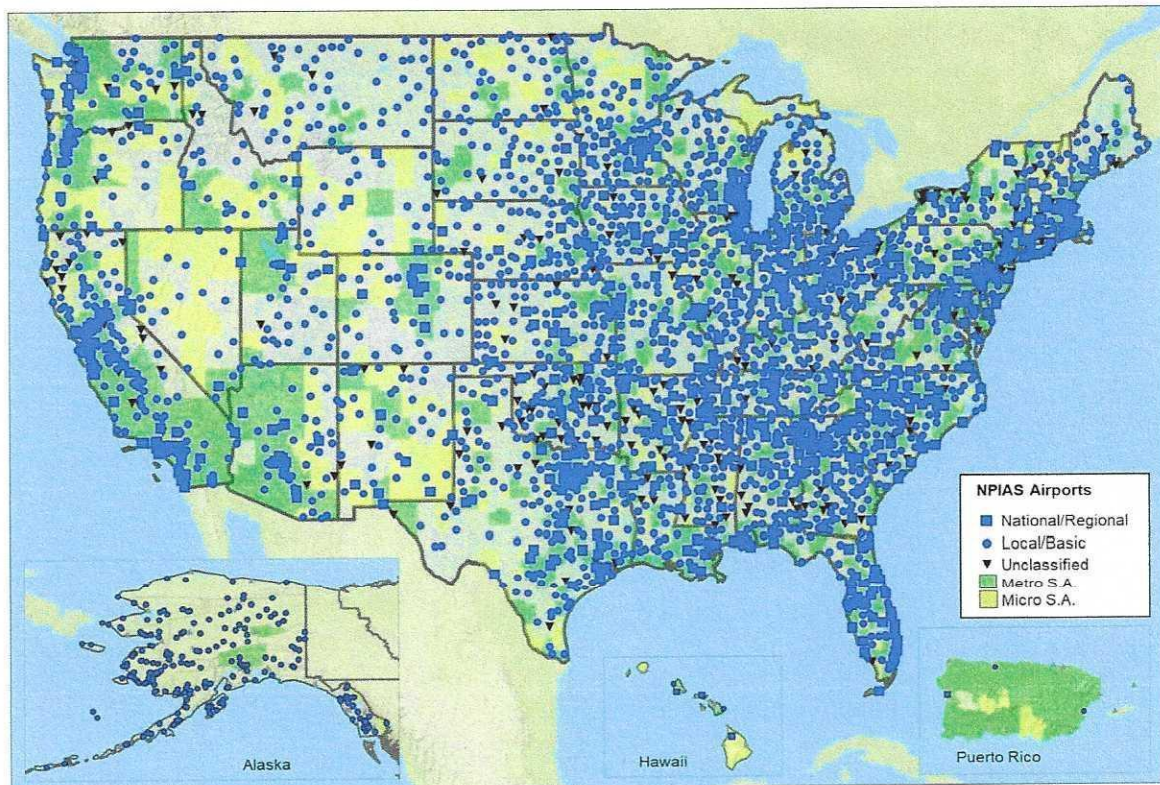 NPIAS Airports
National/Regional
Local/Basic
Unclassified
Metro S.A.
Micro S.A.
Alaska
Hawaii
Puerto Rico